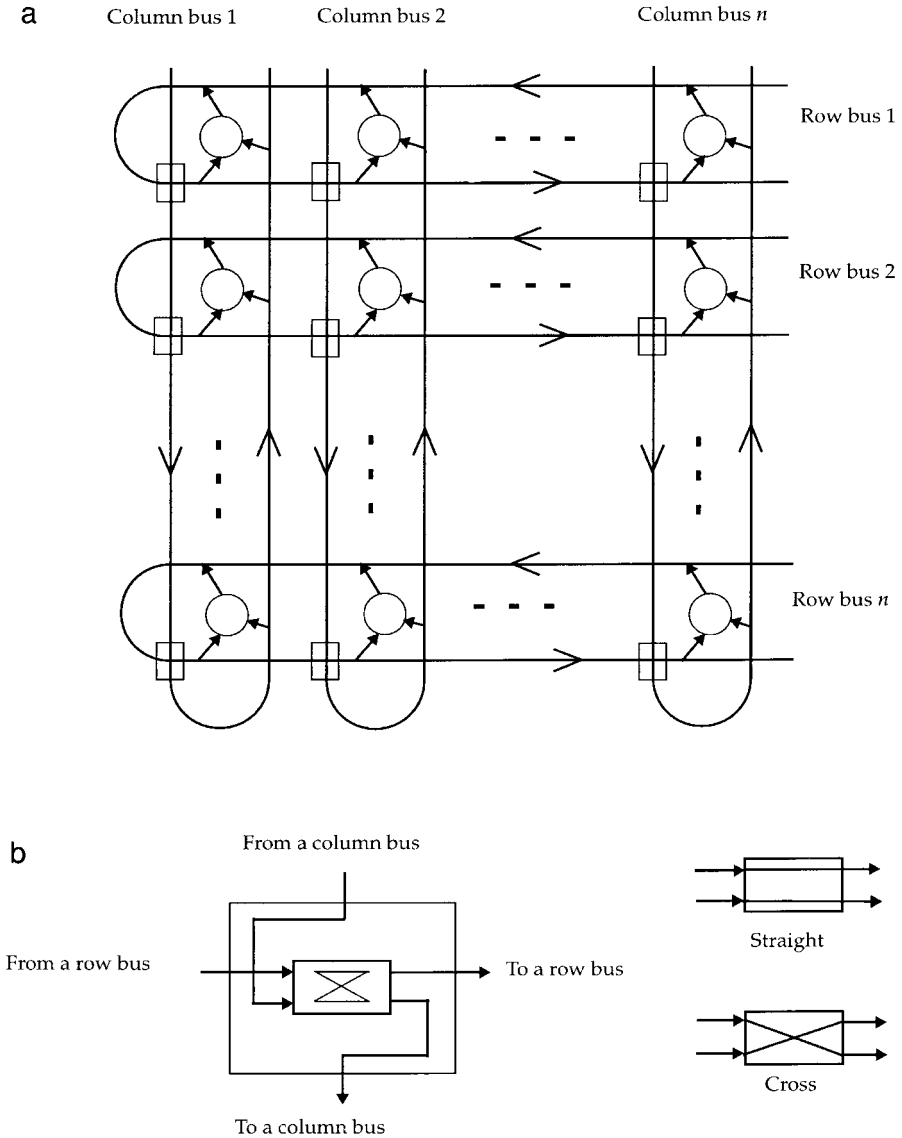 a
Column bus 1
Column bus 2
Column bus n
Row bus 1
Row bus 2
Row bus n
b
From a column bus
From a row bus
To a row bus
To a column bus
Straight
Cross